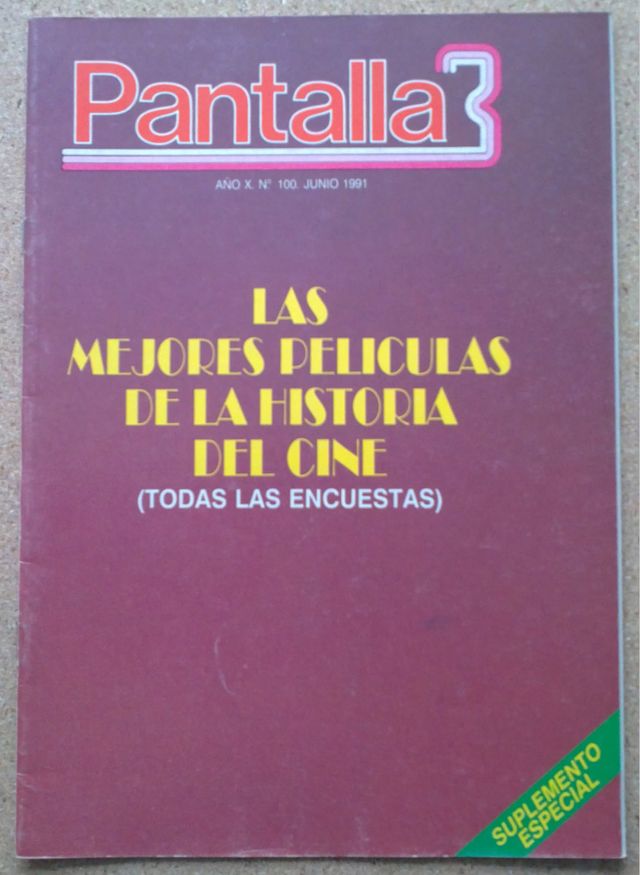 Pantalla 3
AÑO X. Nº 100. JUNIO 1991
LAS
MEJORES PELICULAS
DE LA HISTORIA
DEL CINE
(TODAS LAS ENCUESTAS)
SUPLEMENTO
ESPECIAL